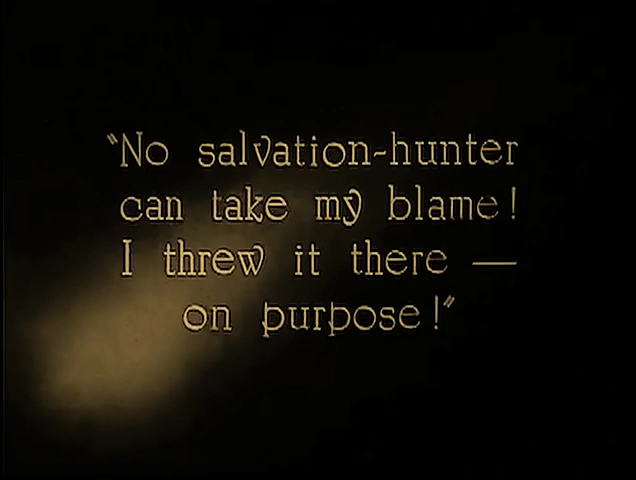 "No salvation-hunter
can take my blame!
I threw it there —
on purpose!"